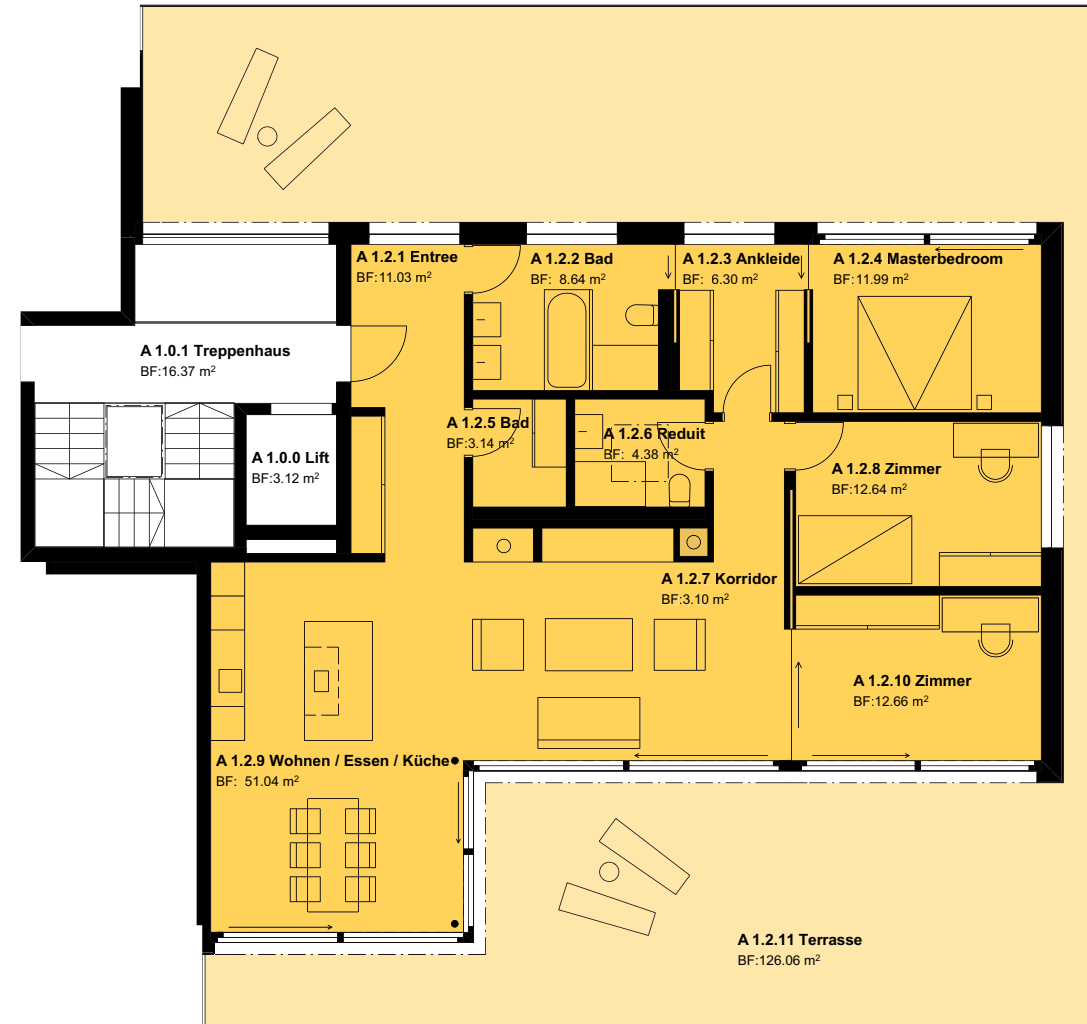 A 1.2.1 Entree
BF:11.03 m²
A 1.2.2 Bad
BF: 8.64 m²
A 1.2.3 Ankleide
BF: 6.30 m²
A 1.2.4 Masterbedroom
BF:11.99 m²
A 1.0.1 Treppenhaus
BF:16.37 m²
A 1.2.5 Bad
BF:3.14 m²
A 1.2.6 Reduit
BF: 4.38 m²
A 1.0.0 Lift
BF:3.12 m²
A 1.2.8 Zimmer
BF:12.64 m²
A 1.2.7 Korridor
BF:3.10 m²
A 1.2.10 Zimmer
BF:12.66 m²
A 1.2.9 Wohnen / Essen / Küche
BF: 51.04 m²
A 1.2.11 Terrasse
BF:126.06 m²